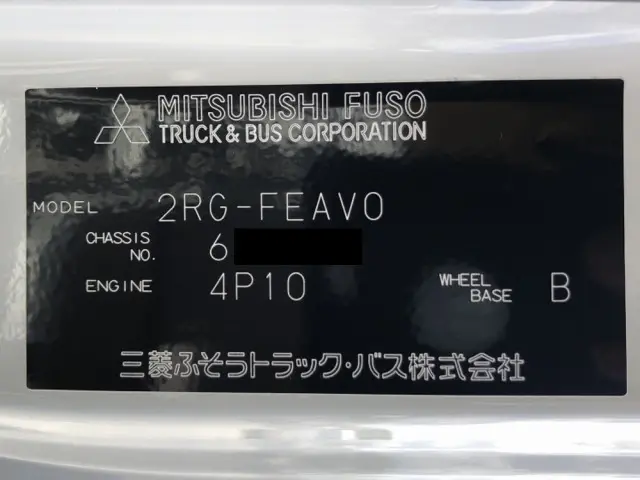 MITSUBISHI FUSO
TRUCK & BUS CORPORATION
MODEL 2RG-FEAV0
CHASSIS NO. 6
ENGINE 4P10 WHEEL BASE B
三菱ふそうトラック・バス株式会社